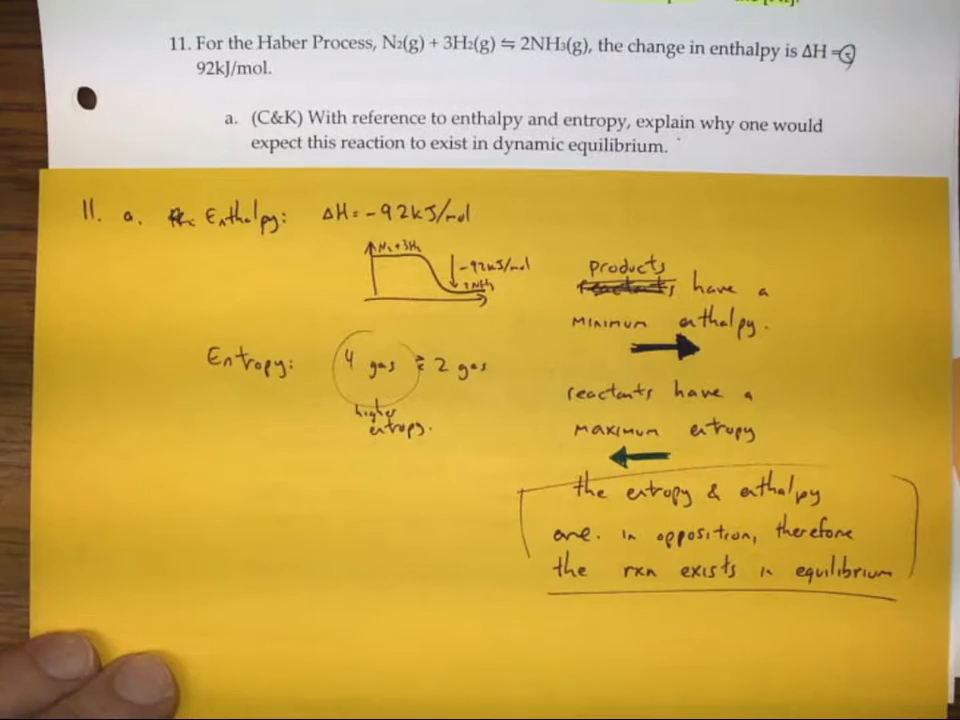 11. For the Haber Process, N₂(g) + 3H₂(g) ⇋ 2NH₃(g), the change in enthalpy is ΔH =-
92kJ/mol.
a. (C&K) With reference to enthalpy and entropy, explain why one would
expect this reaction to exist in dynamic equilibrium.
11. a. Enthalpy: ΔH = -92kJ/mol
N₂ + 3H₂
-92kJ/mol
2NH₃
products
reactants have a
minimum enthalpy.
Entropy: 4 gas ⇌ 2 gas
higher
entropy.
reactants have a
maximum entropy
the entropy & enthalpy
are in opposition, therefore
the rxn exists in equilibrium